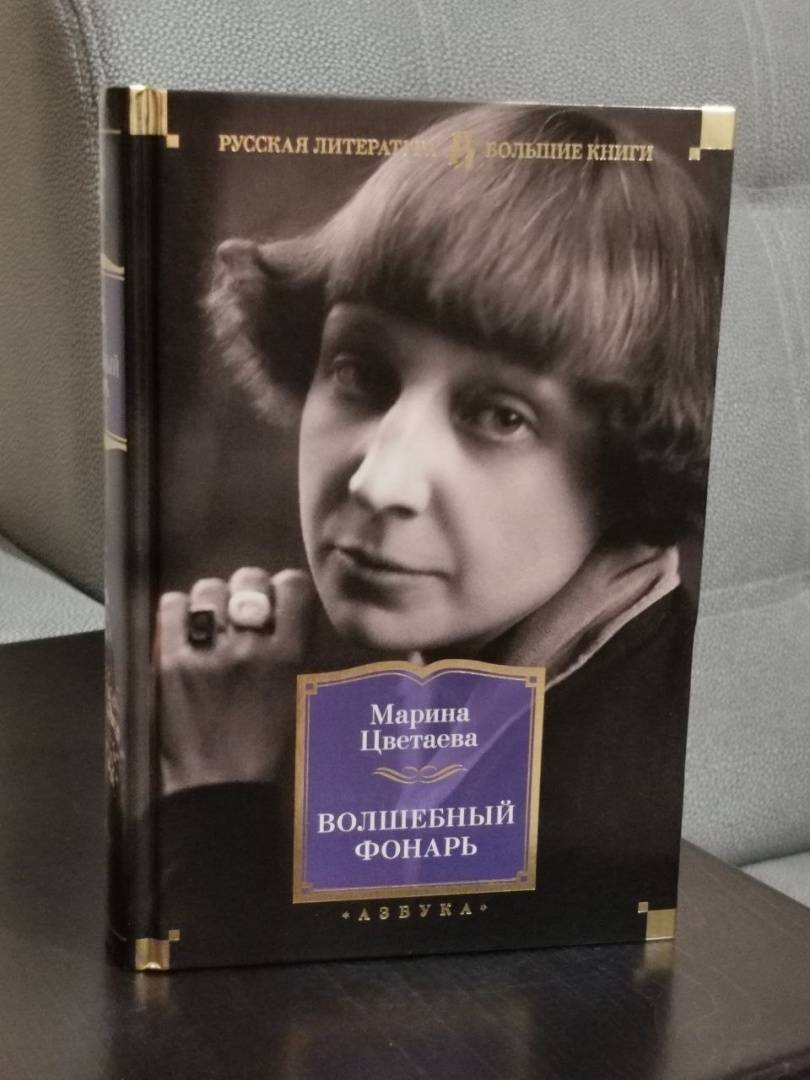 РУССКАЯ ЛИТЕРАТУРА БОЛЬШИЕ КНИГИ
Марина
Цветаева
ВОЛШЕБНЫЙ
ФОНАРЬ
АЗБУКА